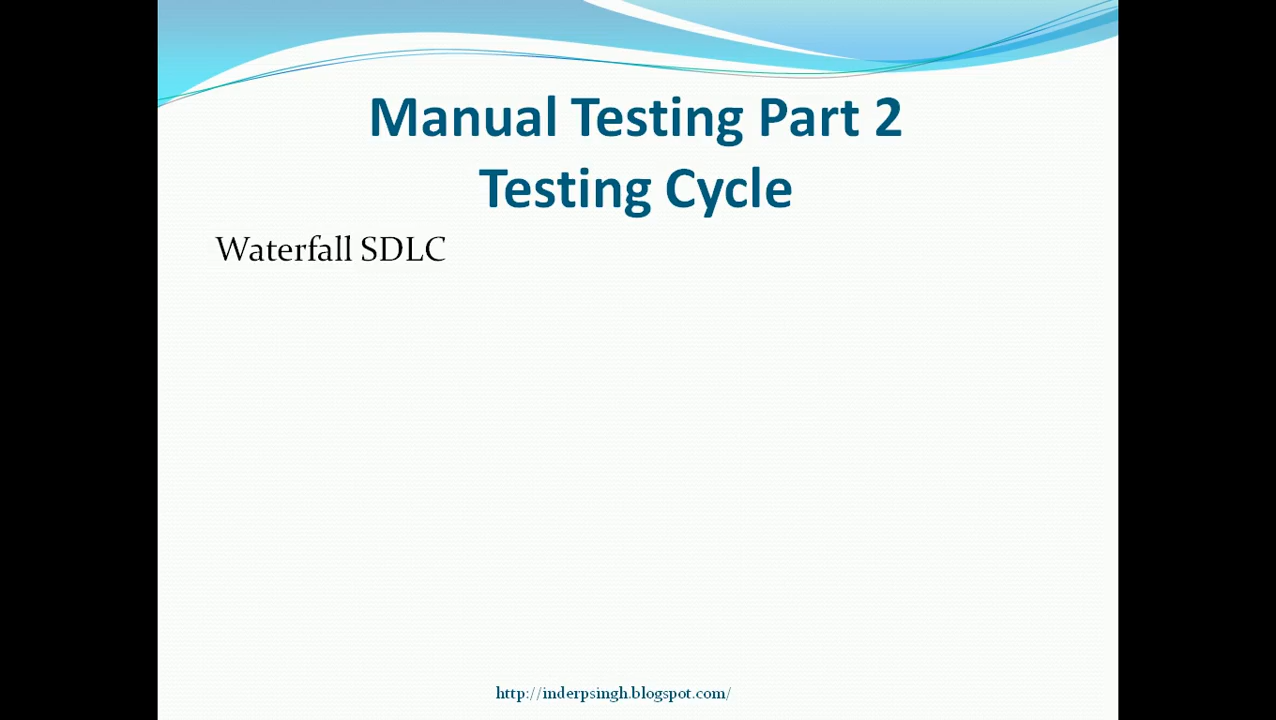 Manual Testing Part 2
Testing Cycle
Waterfall SDLC
http://inderpsingh.blogspot.com/